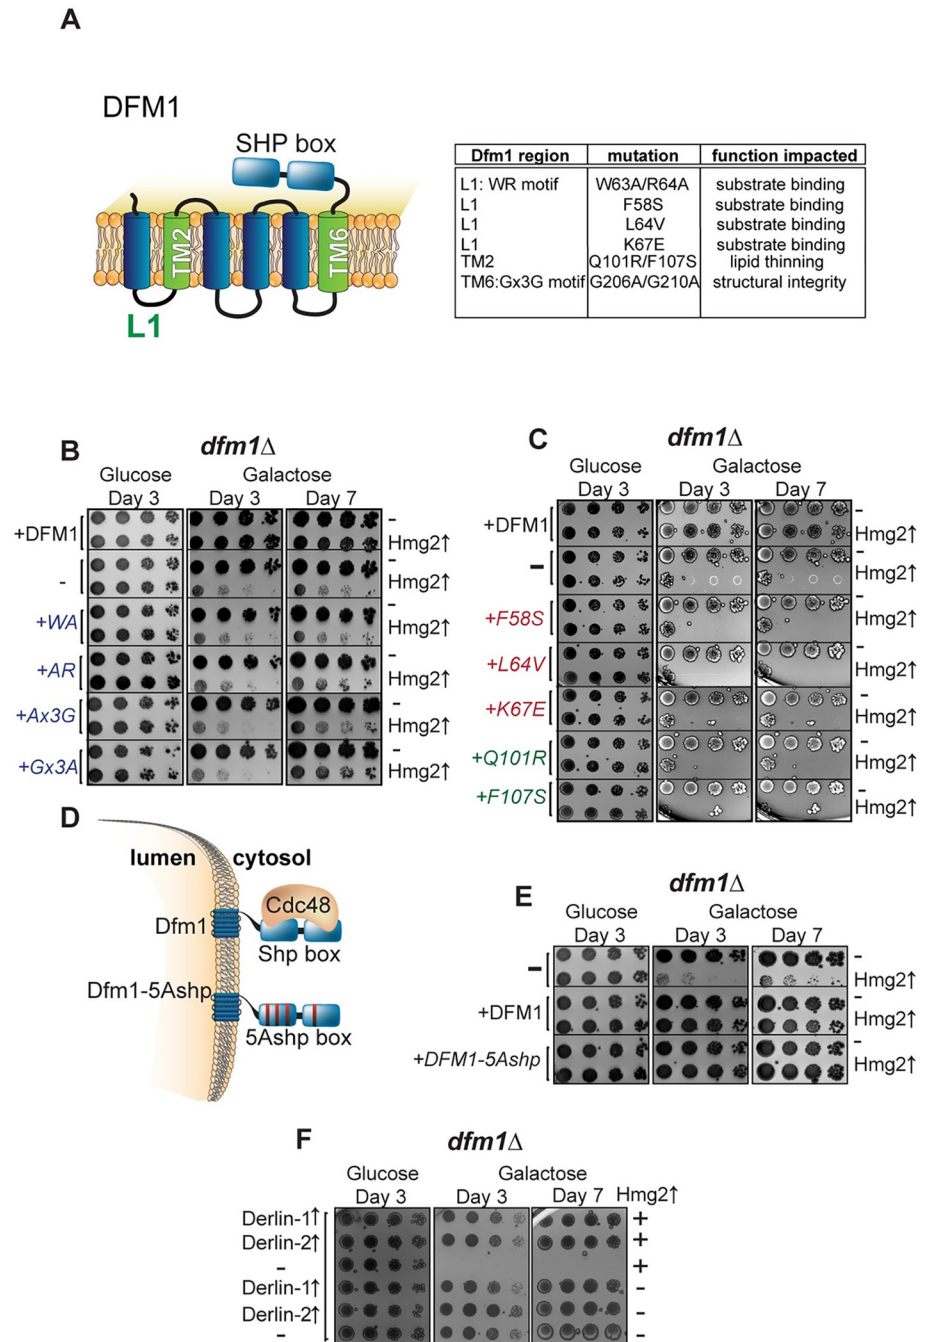 A
DFM1
SHP box
TM2
TM6
L1
Dfm1 region mutation function impacted
L1: WR motif W63A/R64A substrate binding
L1 F58S substrate binding
L1 L64V substrate binding
L1 K67E substrate binding
TM2 Q101R/F107S lipid thinning
TM6:Gx3G motif G206A/G210A structural integrity
B
dfm1∆
Glucose Galactose
Day 3 Day 3 Day 7
+DFM1 -
Hmg2↑
- -
Hmg2↑
+WA -
Hmg2↑
+AR -
Hmg2↑
+Ax3G -
Hmg2↑
+Gx3A -
Hmg2↑
C
dfm1∆
Glucose Galactose
Day 3 Day 3 Day 7
+DFM1 -
Hmg2↑
- -
Hmg2↑
+F58S -
Hmg2↑
+L64V -
Hmg2↑
+K67E -
Hmg2↑
+Q101R -
Hmg2↑
+F107S -
Hmg2↑
D
lumen cytosol
Cdc48
Dfm1
Shp box
Dfm1-5Ashp
5Ashp box
E
dfm1∆
Glucose Galactose
Day 3 Day 3 Day 7
- -
Hmg2↑
+DFM1 -
Hmg2↑
+DFM1-5Ashp -
Hmg2↑
F
dfm1∆
Glucose Galactose
Day 3 Day 3 Day 7 Hmg2↑
Derlin-1↑ +
Derlin-2↑ +
- +
Derlin-1↑ -
Derlin-2↑ -
- -